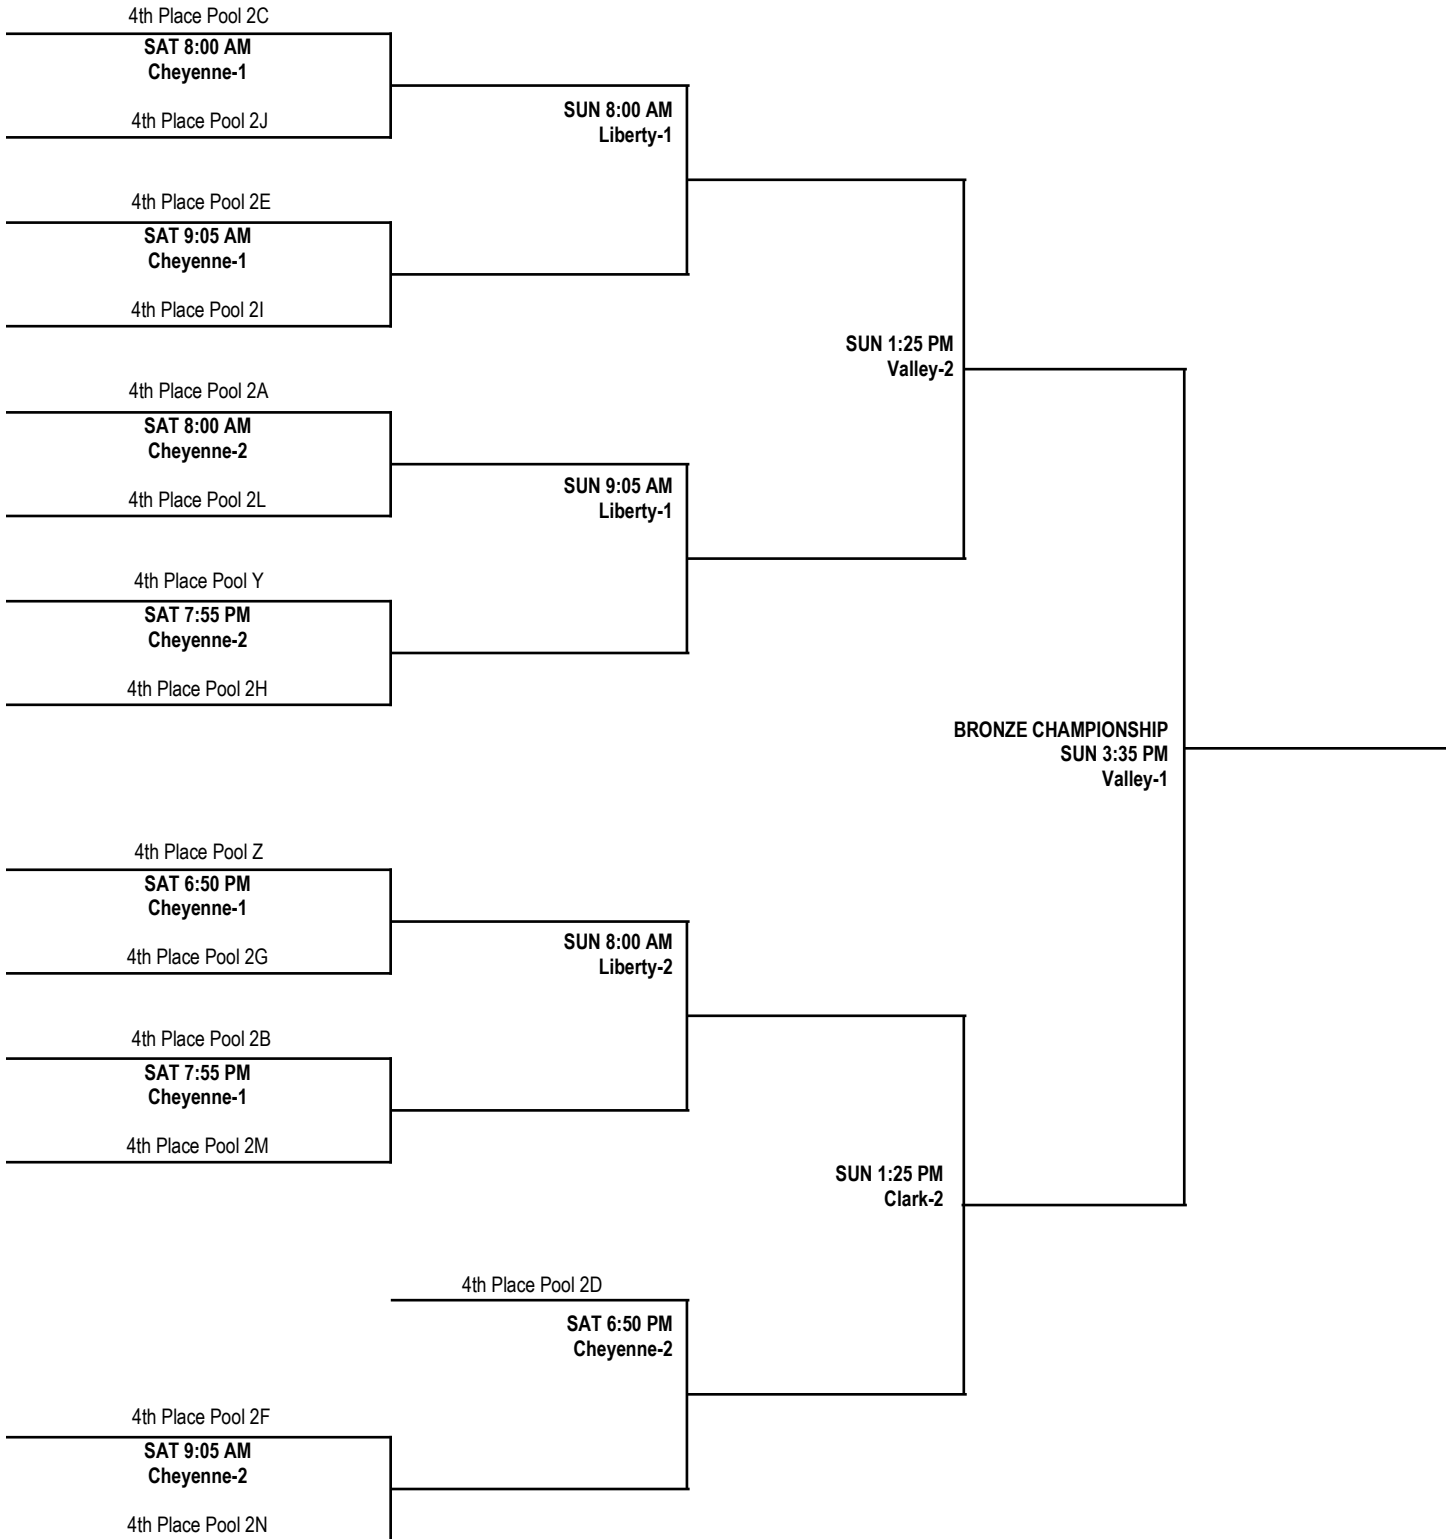 4th Place Pool 2C
SAT 8:00 AM
Cheyenne-1
4th Place Pool 2J
SUN 8:00 AM
Liberty-1
4th Place Pool 2E
SAT 9:05 AM
Cheyenne-1
4th Place Pool 2I
SUN 1:25 PM
Valley-2
4th Place Pool 2A
SAT 8:00 AM
Cheyenne-2
4th Place Pool 2L
SUN 9:05 AM
Liberty-1
4th Place Pool Y
SAT 7:55 PM
Cheyenne-2
4th Place Pool 2H
BRONZE CHAMPIONSHIP
SUN 3:35 PM
Valley-1
4th Place Pool Z
SAT 6:50 PM
Cheyenne-1
4th Place Pool 2G
SUN 8:00 AM
Liberty-2
4th Place Pool 2B
SAT 7:55 PM
Cheyenne-1
4th Place Pool 2M
SUN 1:25 PM
Clark-2
4th Place Pool 2D
SAT 6:50 PM
Cheyenne-2
4th Place Pool 2F
SAT 9:05 AM
Cheyenne-2
4th Place Pool 2N